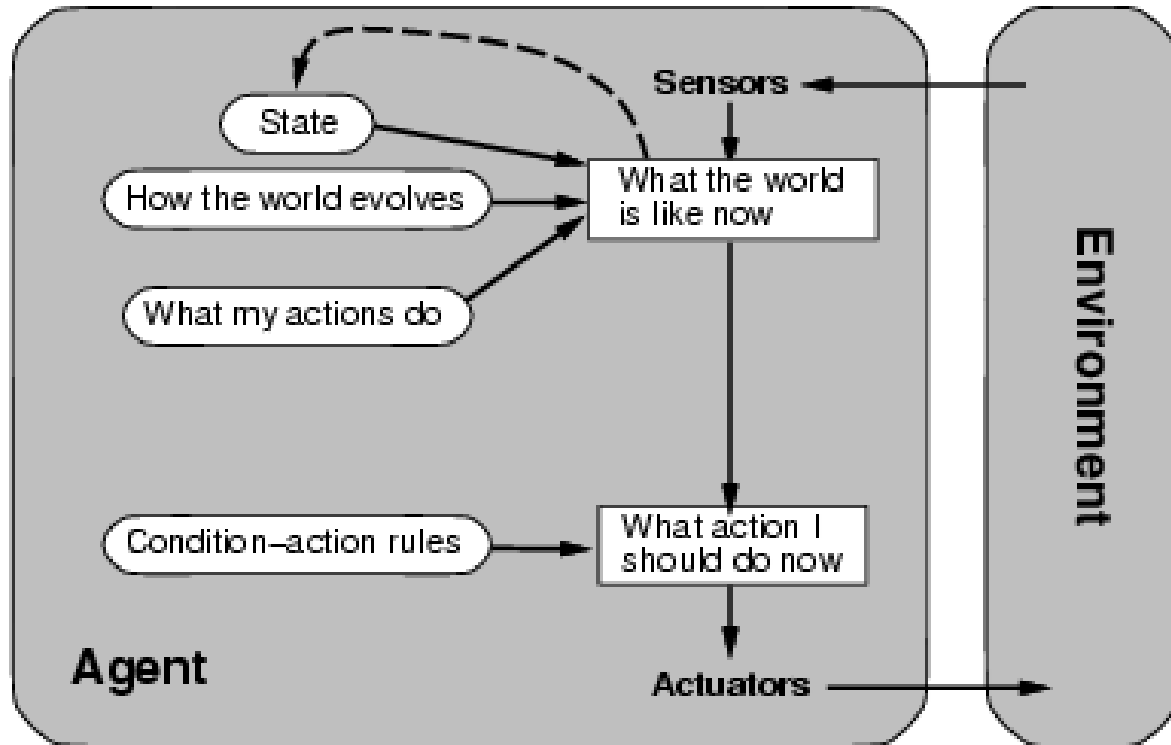 Sensors
State
What the world
is like now
How the world evolves
What my actions do
Condition–action rules
What action I
should do now
Agent
Actuators
Environment